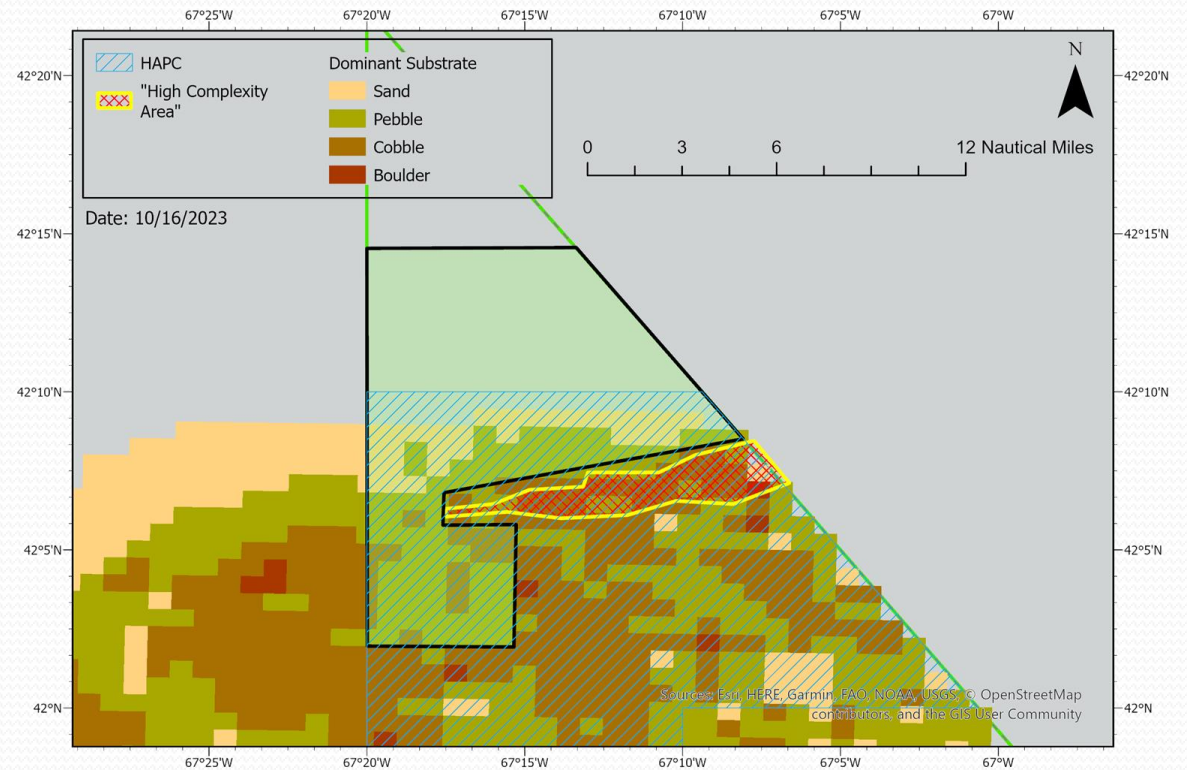 67°25'W 67°20'W 67°15'W 67°10'W 67°5'W 67°W
HAPC
"High Complexity
Area"
Dominant Substrate
Sand
Pebble
Cobble
Boulder
N
42°20'N 42°20'N
0 3 6 12 Nautical Miles
Date: 10/16/2023
42°15'N 42°15'N
42°10'N 42°10'N
42°5'N 42°5'N
Sources: Esri, HERE, Garmin, FAO, NOAA, USGS, © OpenStreetMap
contributors, and the GIS User Community
42°N 42°N
67°25'W 67°20'W 67°15'W 67°10'W 67°5'W 67°W